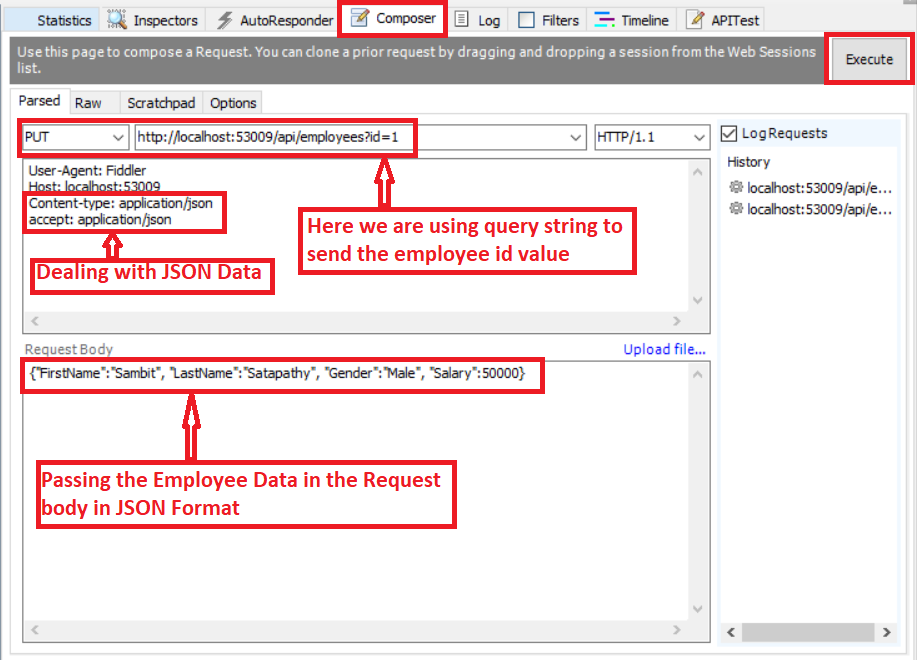 Statistics Inspectors AutoResponder Composer Log Filters Timeline APITest
Use this page to compose a Request. You can clone a prior request by dragging and dropping a session from the Web Sessions
list.
Execute
Parsed Raw Scratchpad Options
PUT http://localhost:53009/api/employees?id=1 HTTP/1.1
Log Requests
History
localhost:53009/api/e...
localhost:53009/api/e...
User-Agent: Fiddler
Host: localhost:53009
Content-type: application/json
accept: application/json
Here we are using query string to
send the employee id value
Dealing with JSON Data
Request Body Upload file...
{"FirstName":"Sambit", "LastName":"Satapathy", "Gender":"Male", "Salary":50000}
Passing the Employee Data in the Request
body in JSON Format